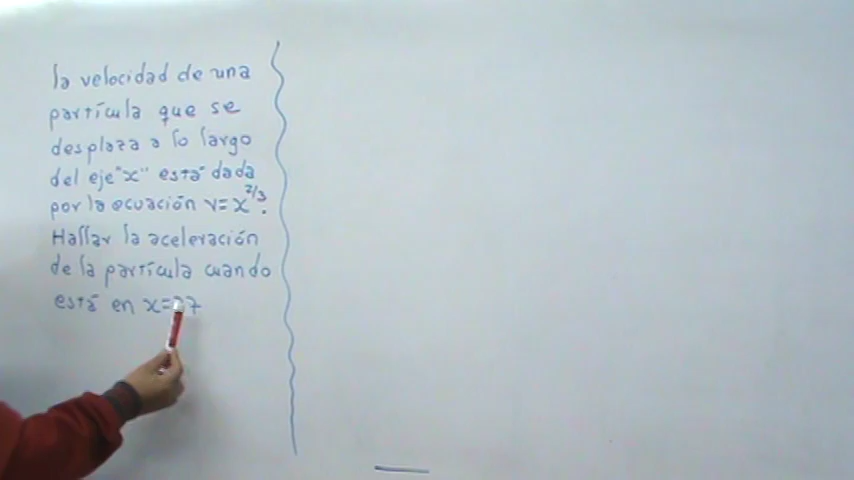 la velocidad de una
partícula que se
desplaza a lo largo
del eje "x" está dada
por la ecuación v=x^2/3.
Hallar la aceleración
de la partícula cuando
está en x=27